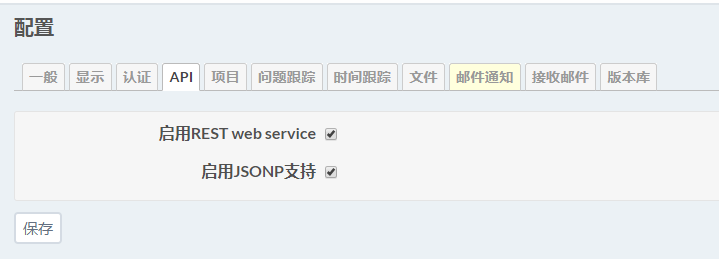 配置
一般 显示 认证 API 项目 问题跟踪 时间跟踪 文件 邮件通知 接收邮件 版本库
启用REST web service
启用JSONP支持
保存